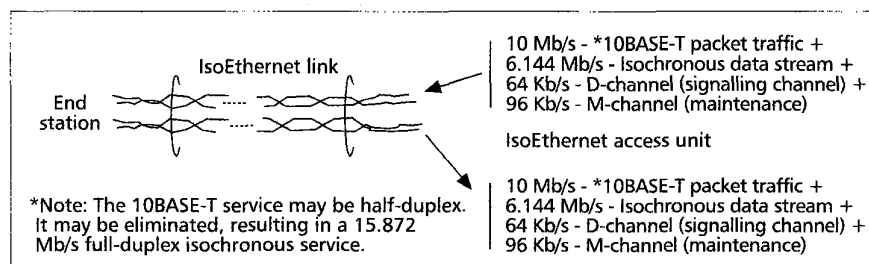 10 Mb/s - *10BASE-T packet traffic +
6.144 Mb/s - Isochronous data stream +
64 Kb/s - D-channel (signalling channel) +
96 Kb/s - M-channel (maintenance)
IsoEthernet link
End
station
IsoEthernet access unit
10 Mb/s - *10BASE-T packet traffic +
6.144 Mb/s - Isochronous data stream +
64 Kb/s - D-channel (signalling channel) +
96 Kb/s - M-channel (maintenance)
*Note: The 10BASE-T service may be half-duplex.
It may be eliminated, resulting in a 15.872
Mb/s full-duplex isochronous service.